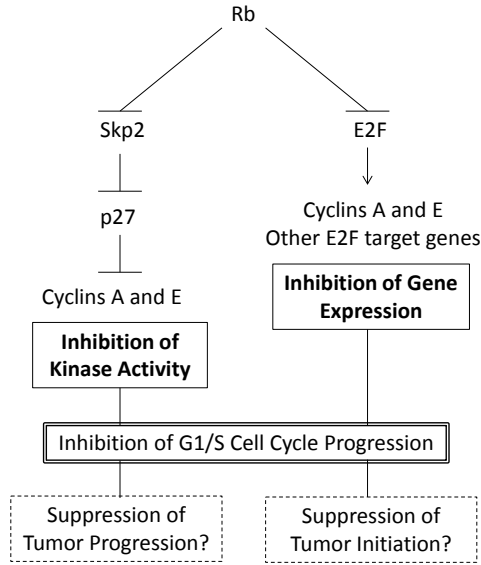 Rb
Skp2
E2F
p27
Cyclins A and E
Other E2F target genes
Cyclins A and E
Inhibition of Gene
Expression
Inhibition of
Kinase Activity
Inhibition of G1/S Cell Cycle Progression
Suppression of
Tumor Progression?
Suppression of
Tumor Initiation?